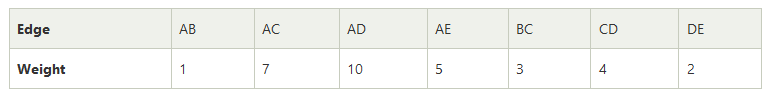 Edge AB AC AD AE BC CD DE
Weight 1 7 10 5 3 4 2